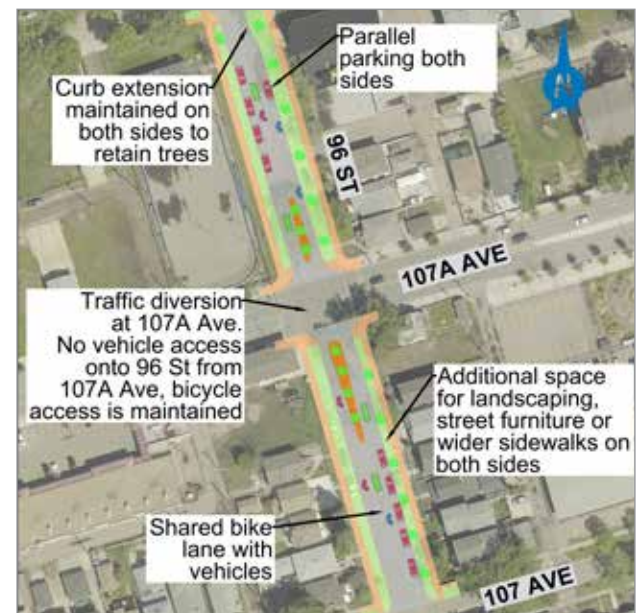 Parallel
parking both
sides
Curb extension
maintained on
both sides to
retain trees
N
96 ST
107A AVE
Traffic diversion
at 107A Ave.
No vehicle access
onto 96 St from
107A Ave, bicycle
access is maintained
Additional space
for landscaping,
street furniture or
wider sidewalks on
both sides
Shared bike
lane with
vehicles
107 AVE